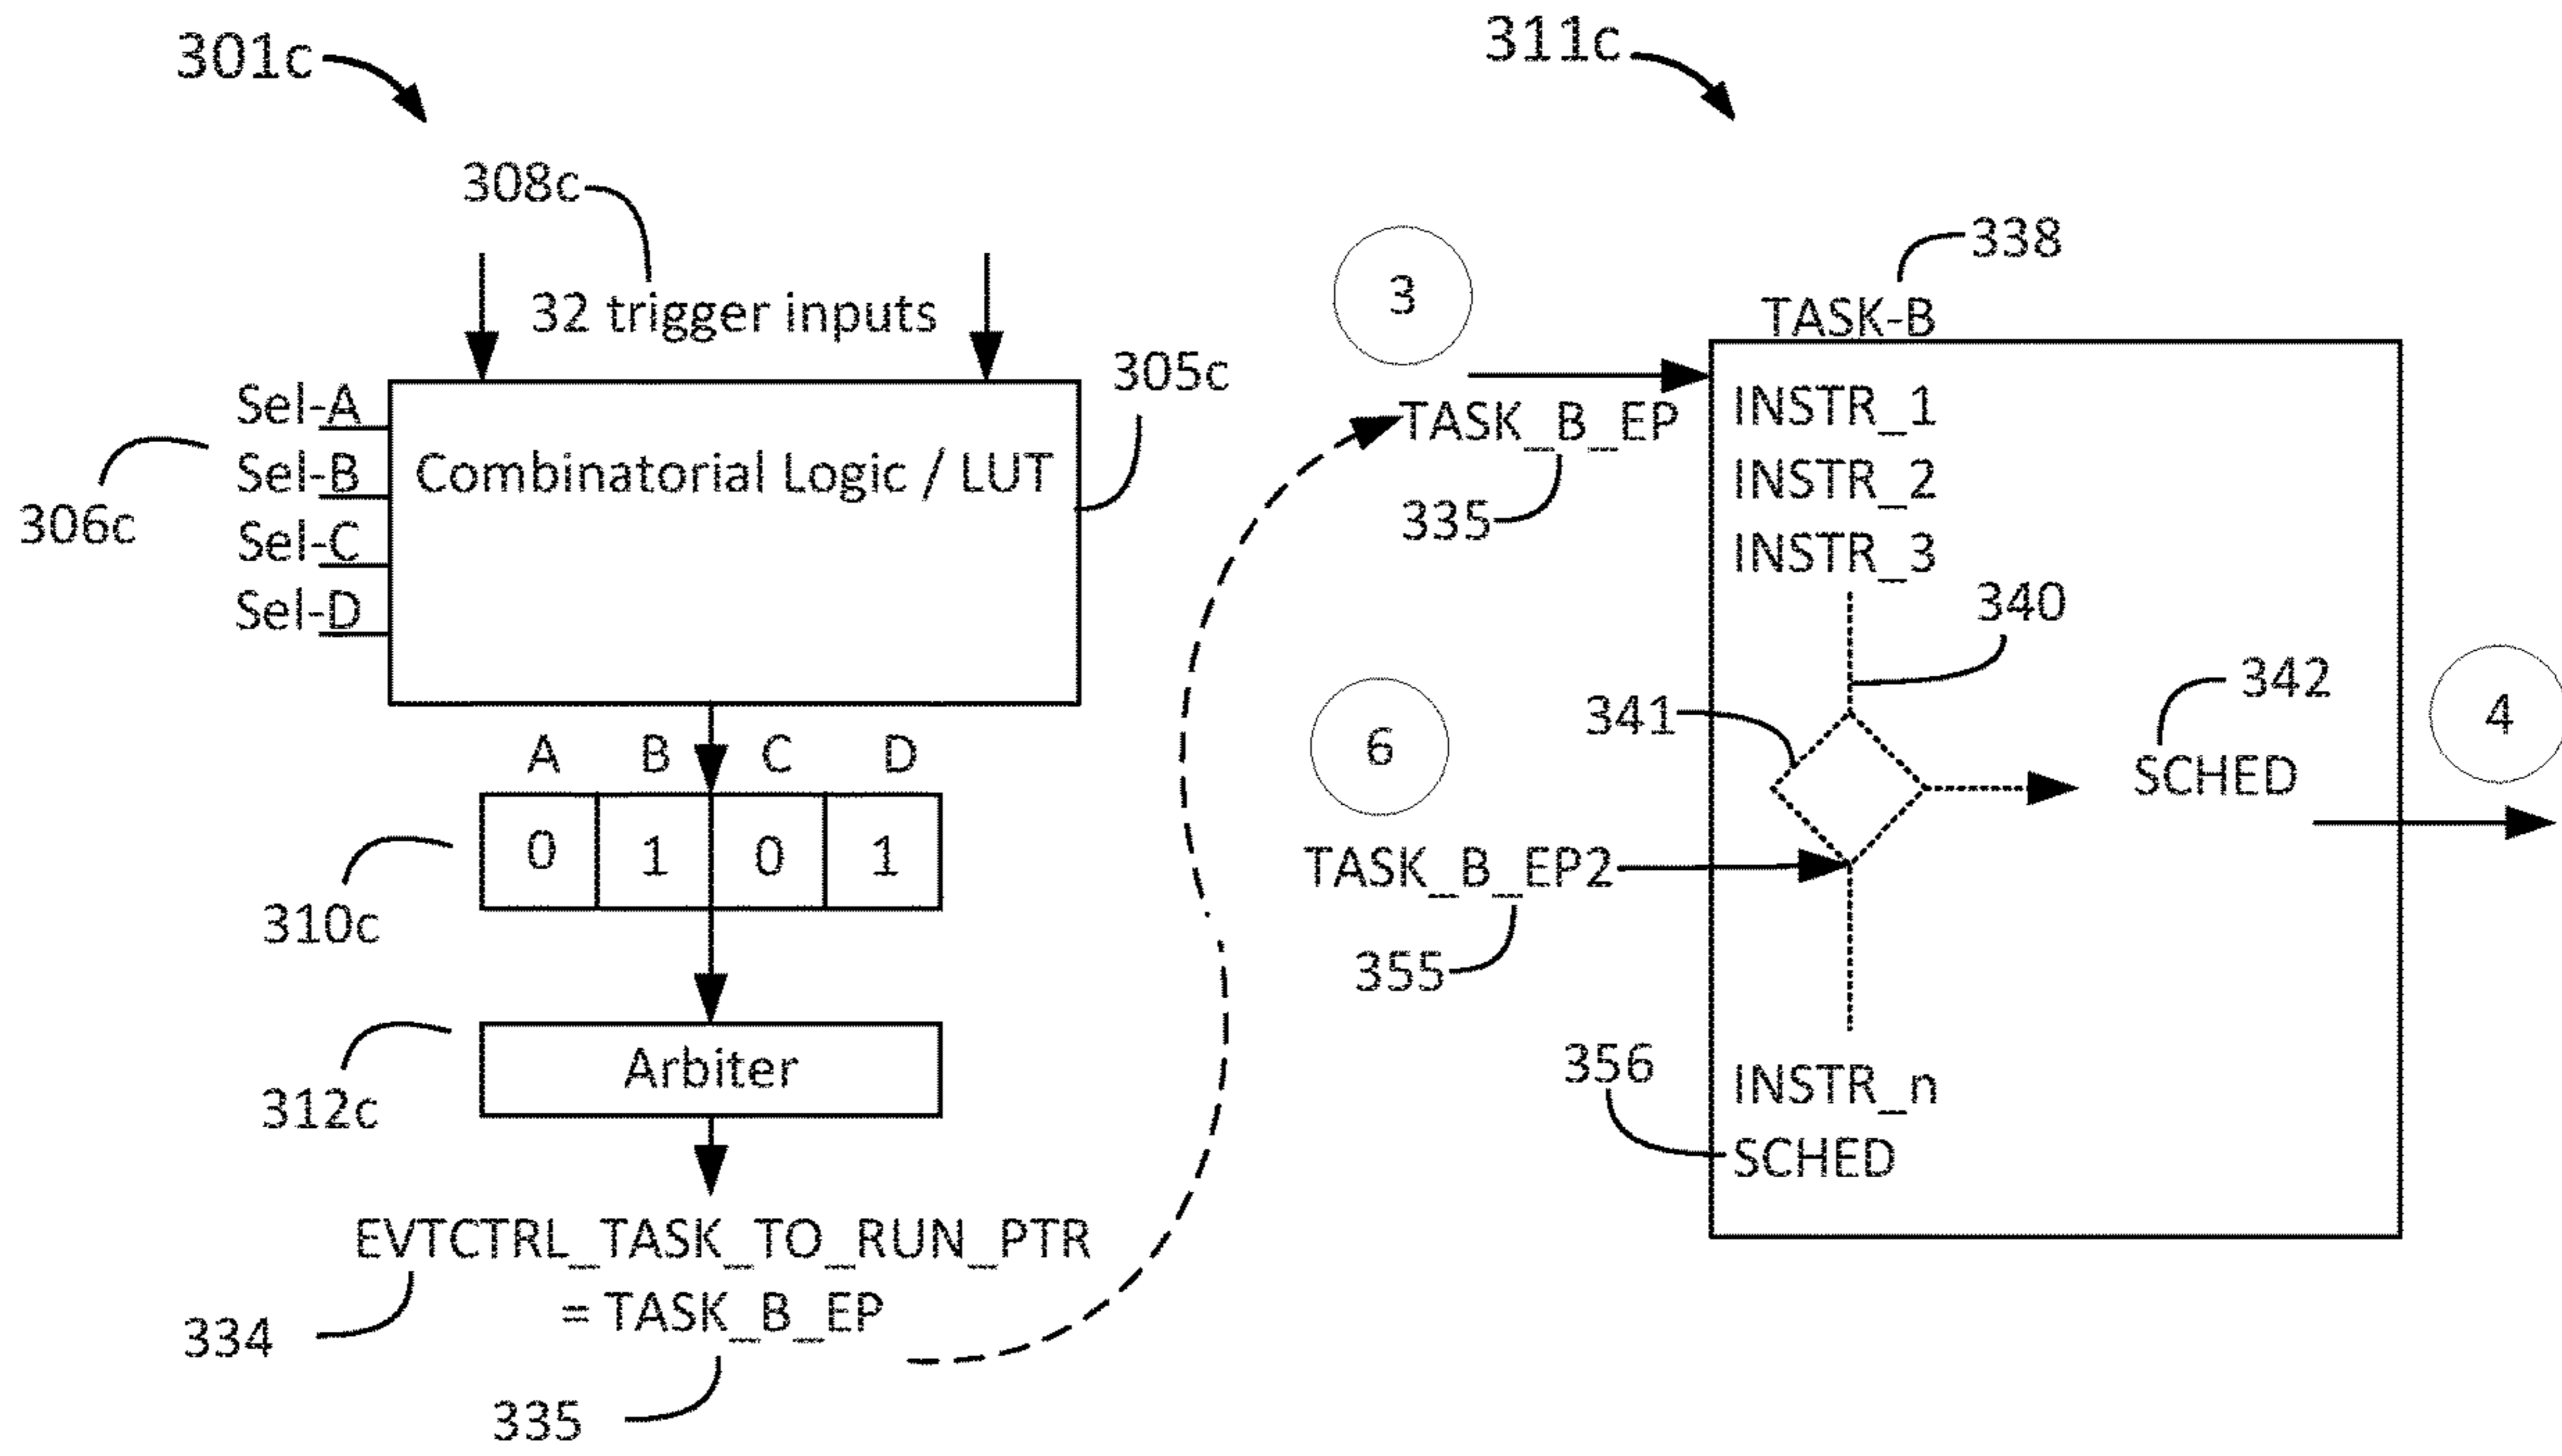 301c
308c
32 trigger inputs
305c
Sel-A
Sel-B
Sel-C
Sel-D
306c
Combinatorial Logic / LUT
A B C D
0 1 0 1
310c
Arbiter
312c
EVTCTRL_TASK_TO_RUN_PTR
= TASK_B_EP
334
335
311c
338
TASK-B
3
TASK_B_EP
335
INSTR_1
INSTR_2
INSTR_3
340
341
342
SCHED
4
6
TASK_B_EP2
355
356
INSTR_n
SCHED